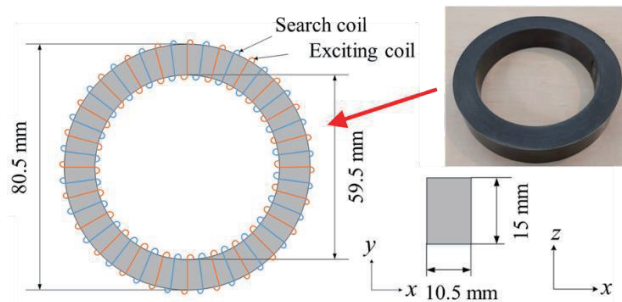 Search coil
Exciting coil
80.5 mm
59.5 mm
15 mm
y
x
10.5 mm
z
x